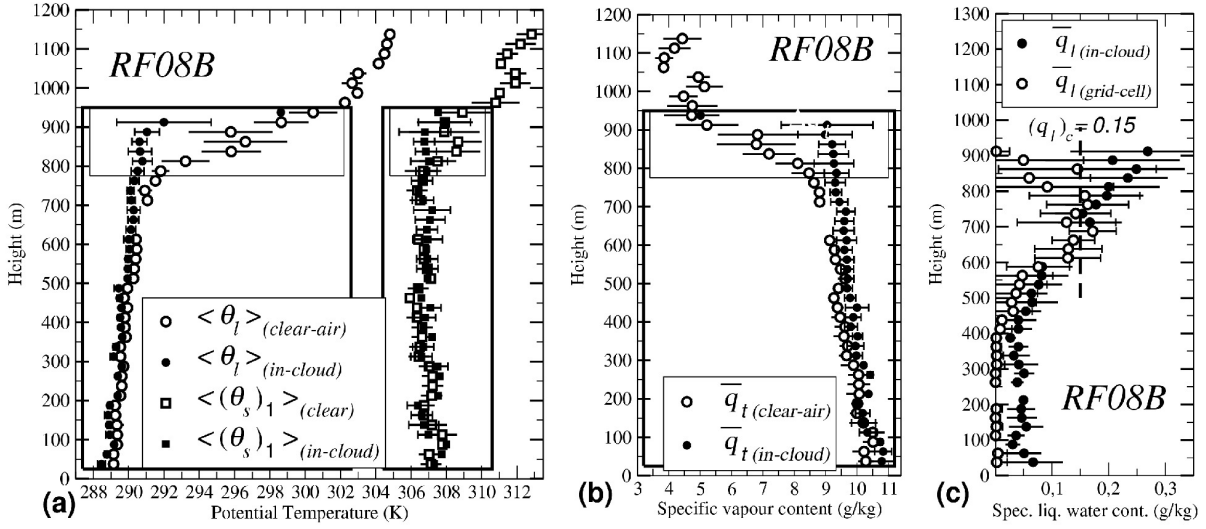 1200
1100
1000
900
800
700
600
500
400
300
200
100
0
Height (m)
RF08B
< θl >(clear-air)
< θl >(in-cloud)
< (θs)1 >(clear)
< (θs)1 >(in-cloud)
288 290 292 294 296 298 300 302 304 306 308 310 312
(a) Potential Temperature (K)
1200
1100
1000
900
800
700
600
500
400
300
200
100
0
Height (m)
RF08B
qt (clear-air)
qt (in-cloud)
3 4 5 6 7 8 9 10 11
(b) Specific vapour content (g/kg)
1300
1200
1100
1000
900
800
700
600
500
400
300
200
100
0
Height (m)
ql (in-cloud)
ql (grid-cell)
(ql)c = 0.15
RF08B
0 0,1 0,2 0,3
(c) Spec. liq. water cont. (g/kg)